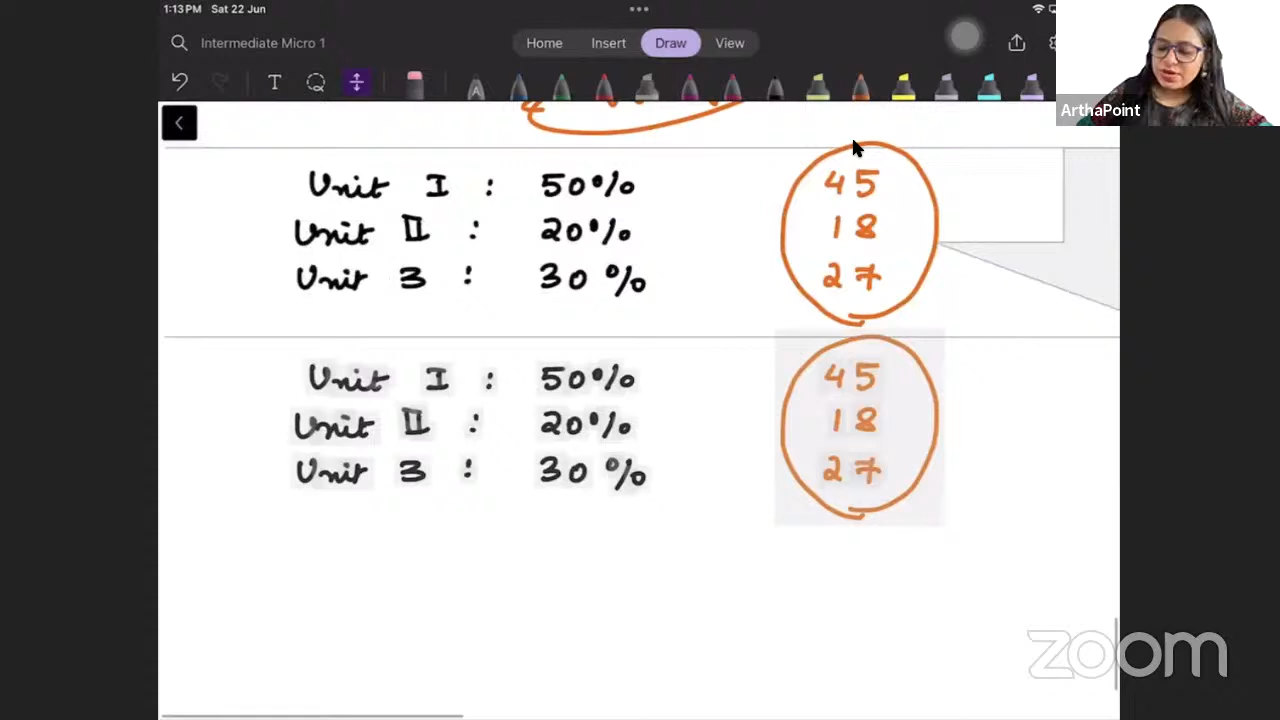 1:13 PM Sat 22 Jun
Intermediate Micro 1
Home Insert Draw View
T
A
ArthaPoint
Unit I : 50% 45
Unit II : 20% 18
Unit 3 : 30% 27
Unit I : 50% 45
Unit II : 20% 18
Unit 3 : 30% 27
zoom